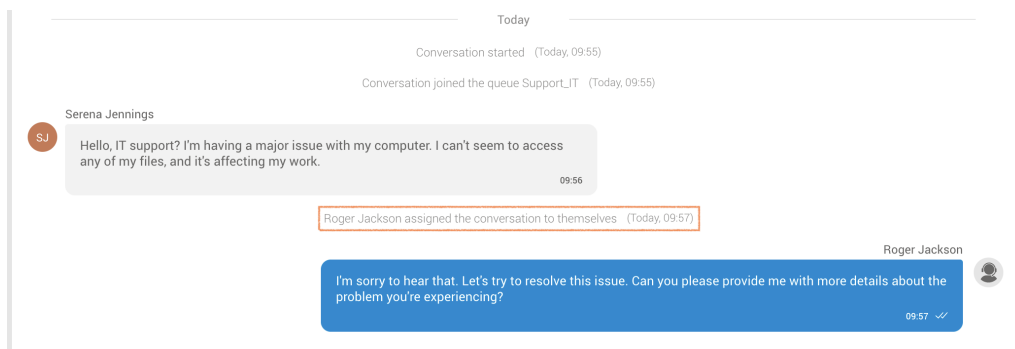 Today
Conversation started (Today, 09:55)
Conversation joined the queue Support_IT (Today, 09:55)
Serena Jennings
SJ
Hello, IT support? I'm having a major issue with my computer. I can't seem to access
any of my files, and it's affecting my work.
09:56
Roger Jackson assigned the conversation to themselves (Today, 09:57)
Roger Jackson
I'm sorry to hear that. Let's try to resolve this issue. Can you please provide me with more details about the
problem you're experiencing?
09:57